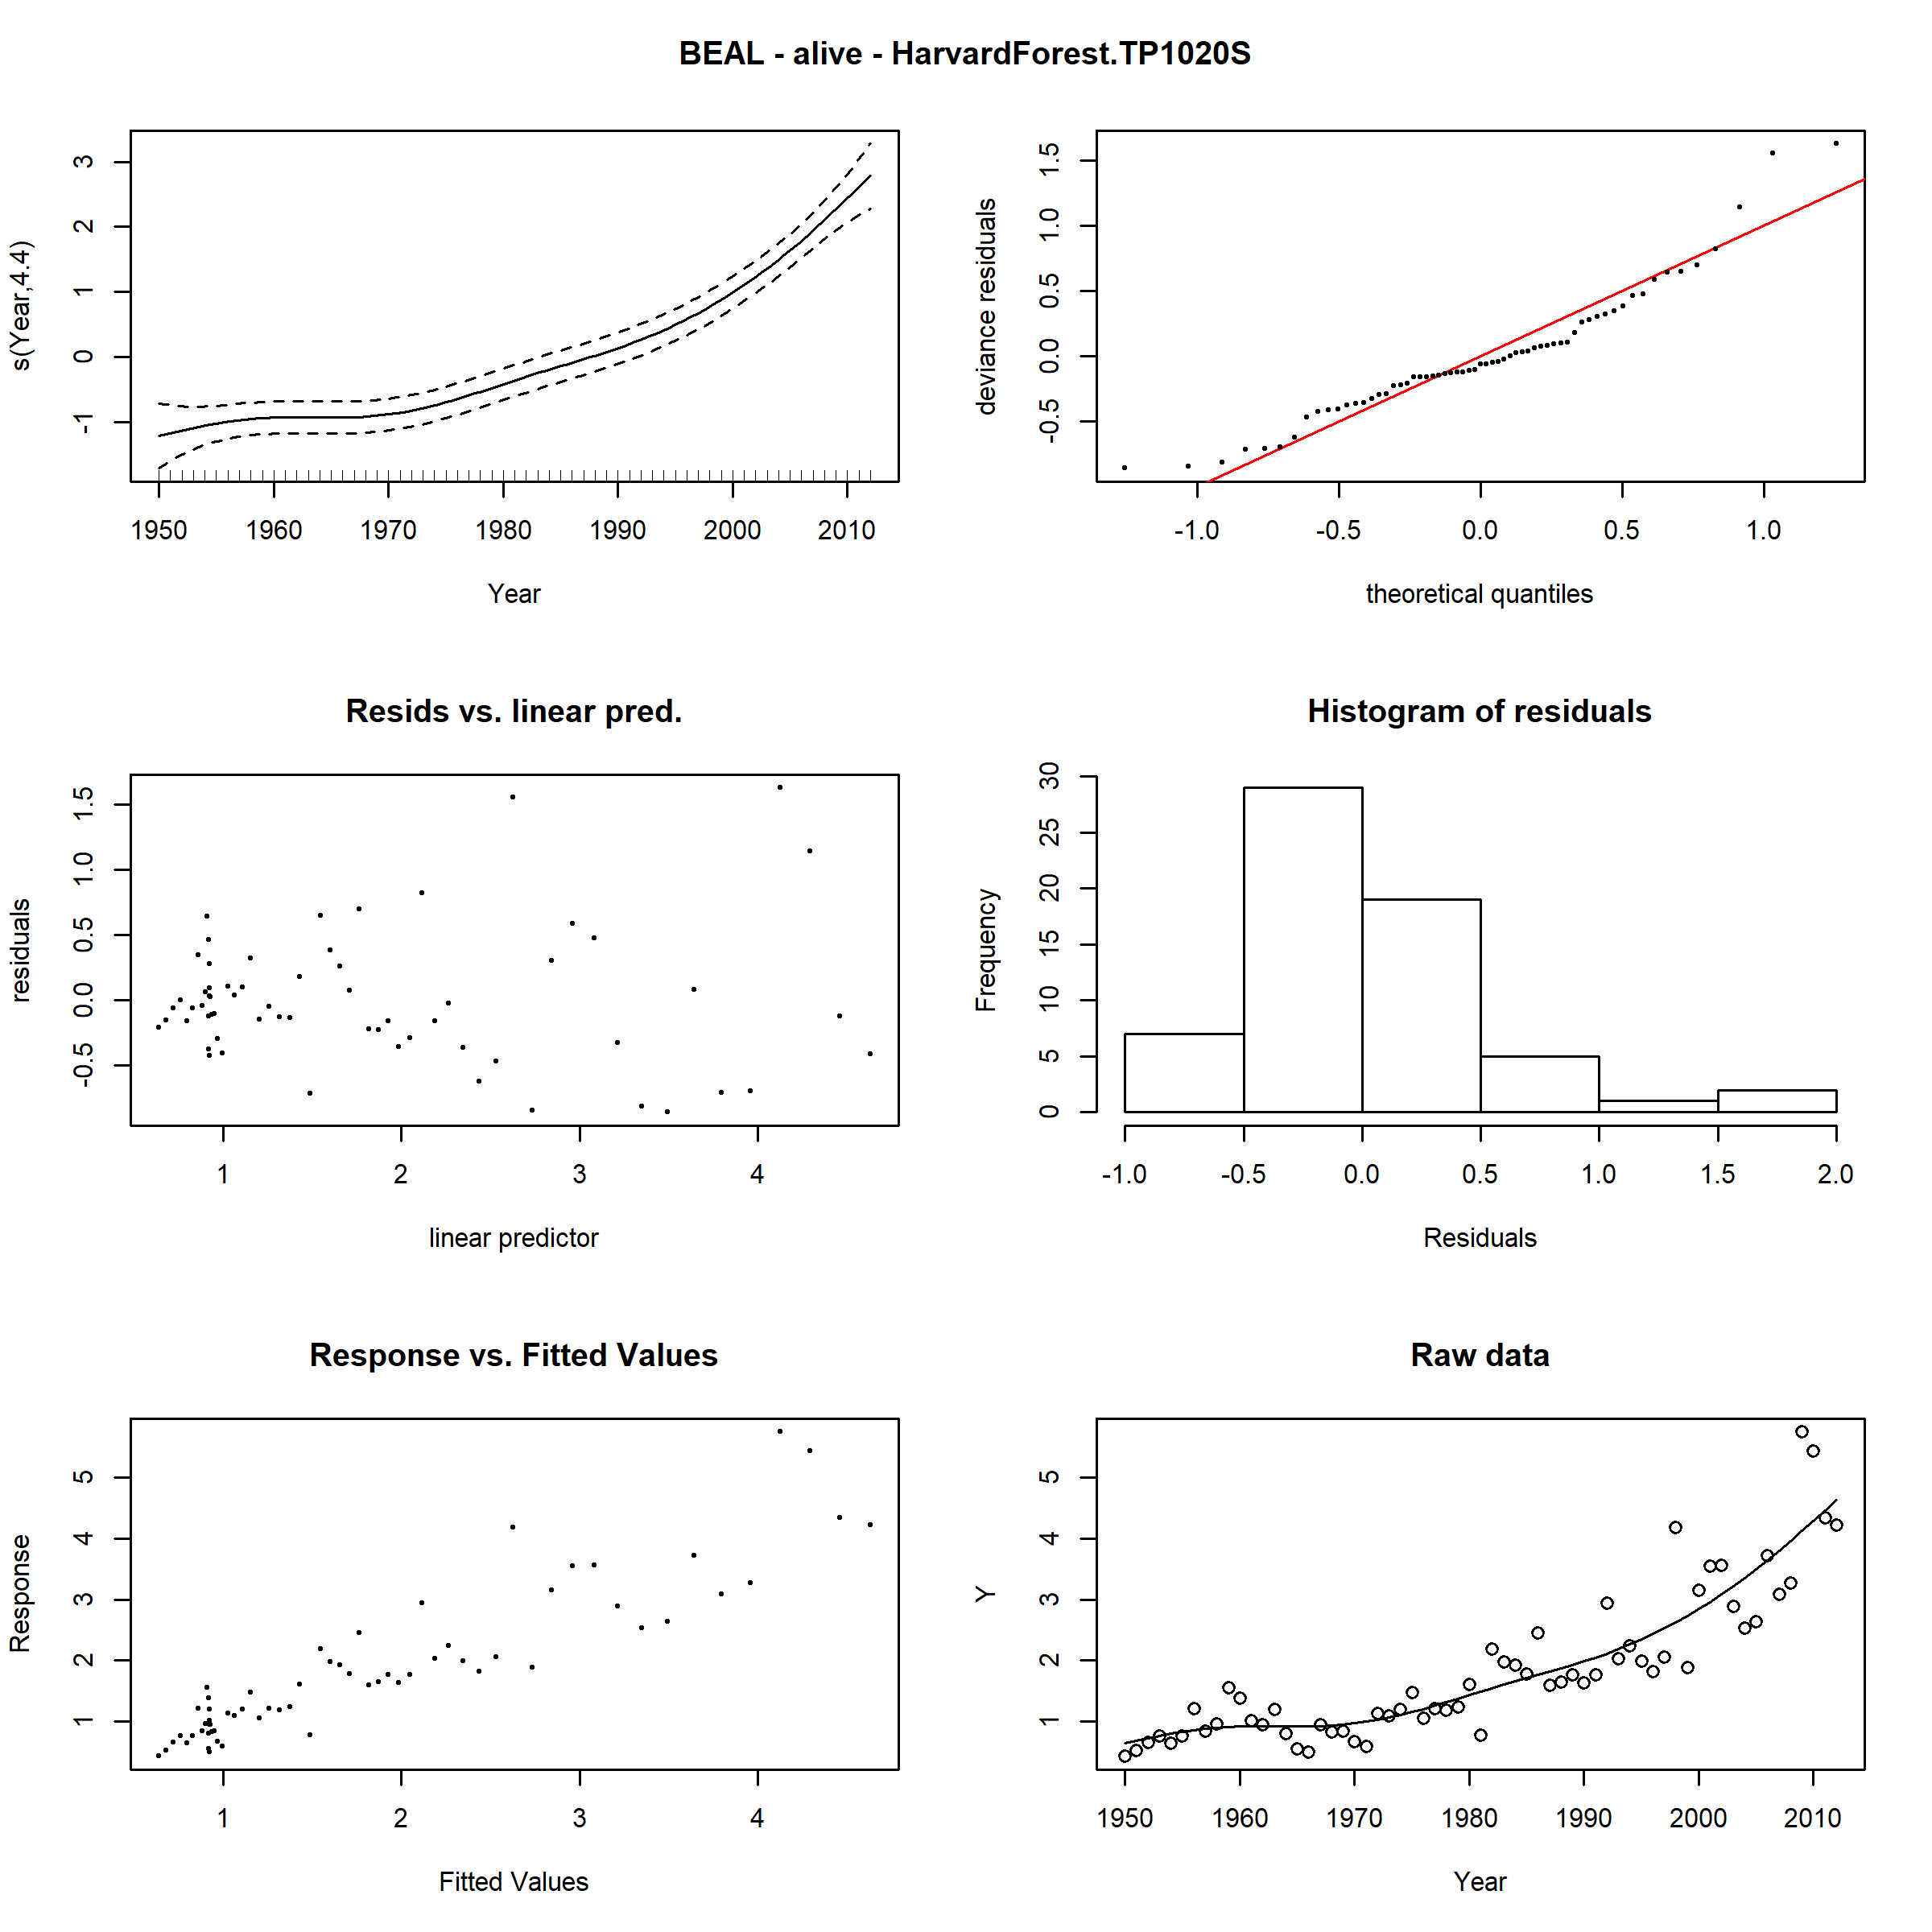 BEAL - alive - HarvardForest.TP1020S
s(Year,4.4)
3
2
1
0
-1
1950 1960 1970 1980 1990 2000 2010
Year
deviance residuals
1.5
1.0
0.5
0.0
-0.5
-1.0 -0.5 0.0 0.5 1.0
theoretical quantiles
Resids vs. linear pred.
residuals
1.5
1.0
0.5
0.0
-0.5
1 2 3 4
linear predictor
Histogram of residuals
Frequency
30
25
20
15
10
5
0
-1.0 -0.5 0.0 0.5 1.0 1.5 2.0
Residuals
Response vs. Fitted Values
Response
5
4
3
2
1
1 2 3 4
Fitted Values
Raw data
Y
5
4
3
2
1
1950 1960 1970 1980 1990 2000 2010
Year